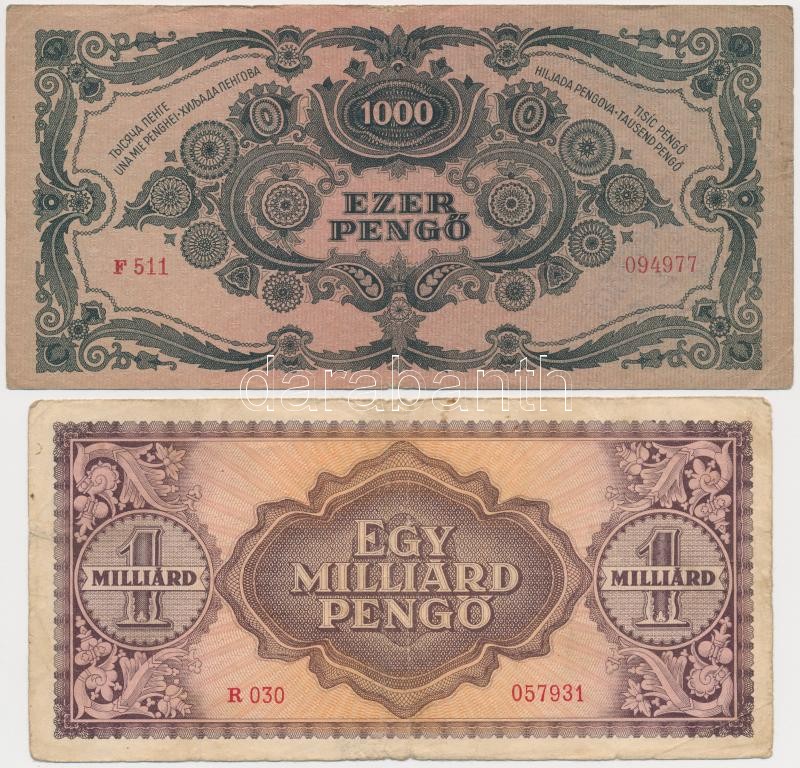 ТЫСЯЧА ПЕНГЕ
UNA MIE PENGHEI·ХИЉАДА ПЕНГОВА
1000
TISÍC PENGŐ
HILJADA PENGOVA·TAUSEND PENGŐ
EZER
PENGŐ
F 511
094977
darabanth
EGY
MILLIÁRD
PENGŐ
1
MILLIÁRD
1
MILLIÁRD
R 030
057931